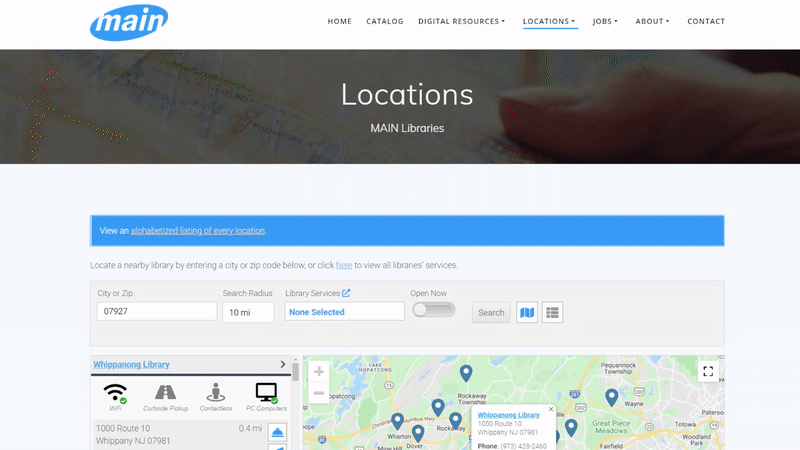 main
HOME
CATALOG
DIGITAL RESOURCES
LOCATIONS
JOBS
ABOUT
CONTACT
Locations
MAIN Libraries
View an alphabetized listing of every location.
Locate a nearby library by entering a city or zip code below, or click here to view all libraries' services.
City or Zip
Search Radius
Library Services
Open Now
07927
10 mi
None Selected
Search
Whippanong Library
WiFi
Curbside Pickup
Contactless
PC Computers
1000 Route 10
0.4 mi
Whippany NJ 07981
LAKE HOPATCONG
Hopatcong
Rockaway Township
Rockaway
Wharton
Dover
Mine Hill
Pequannock Township
Wayne
Paterson
Totowa
Great Piece Meadows
Fairfield
Woodland
Whippanong Library
1000 Route 10
Whippany NJ 07981
Phone: (973) 428-2460